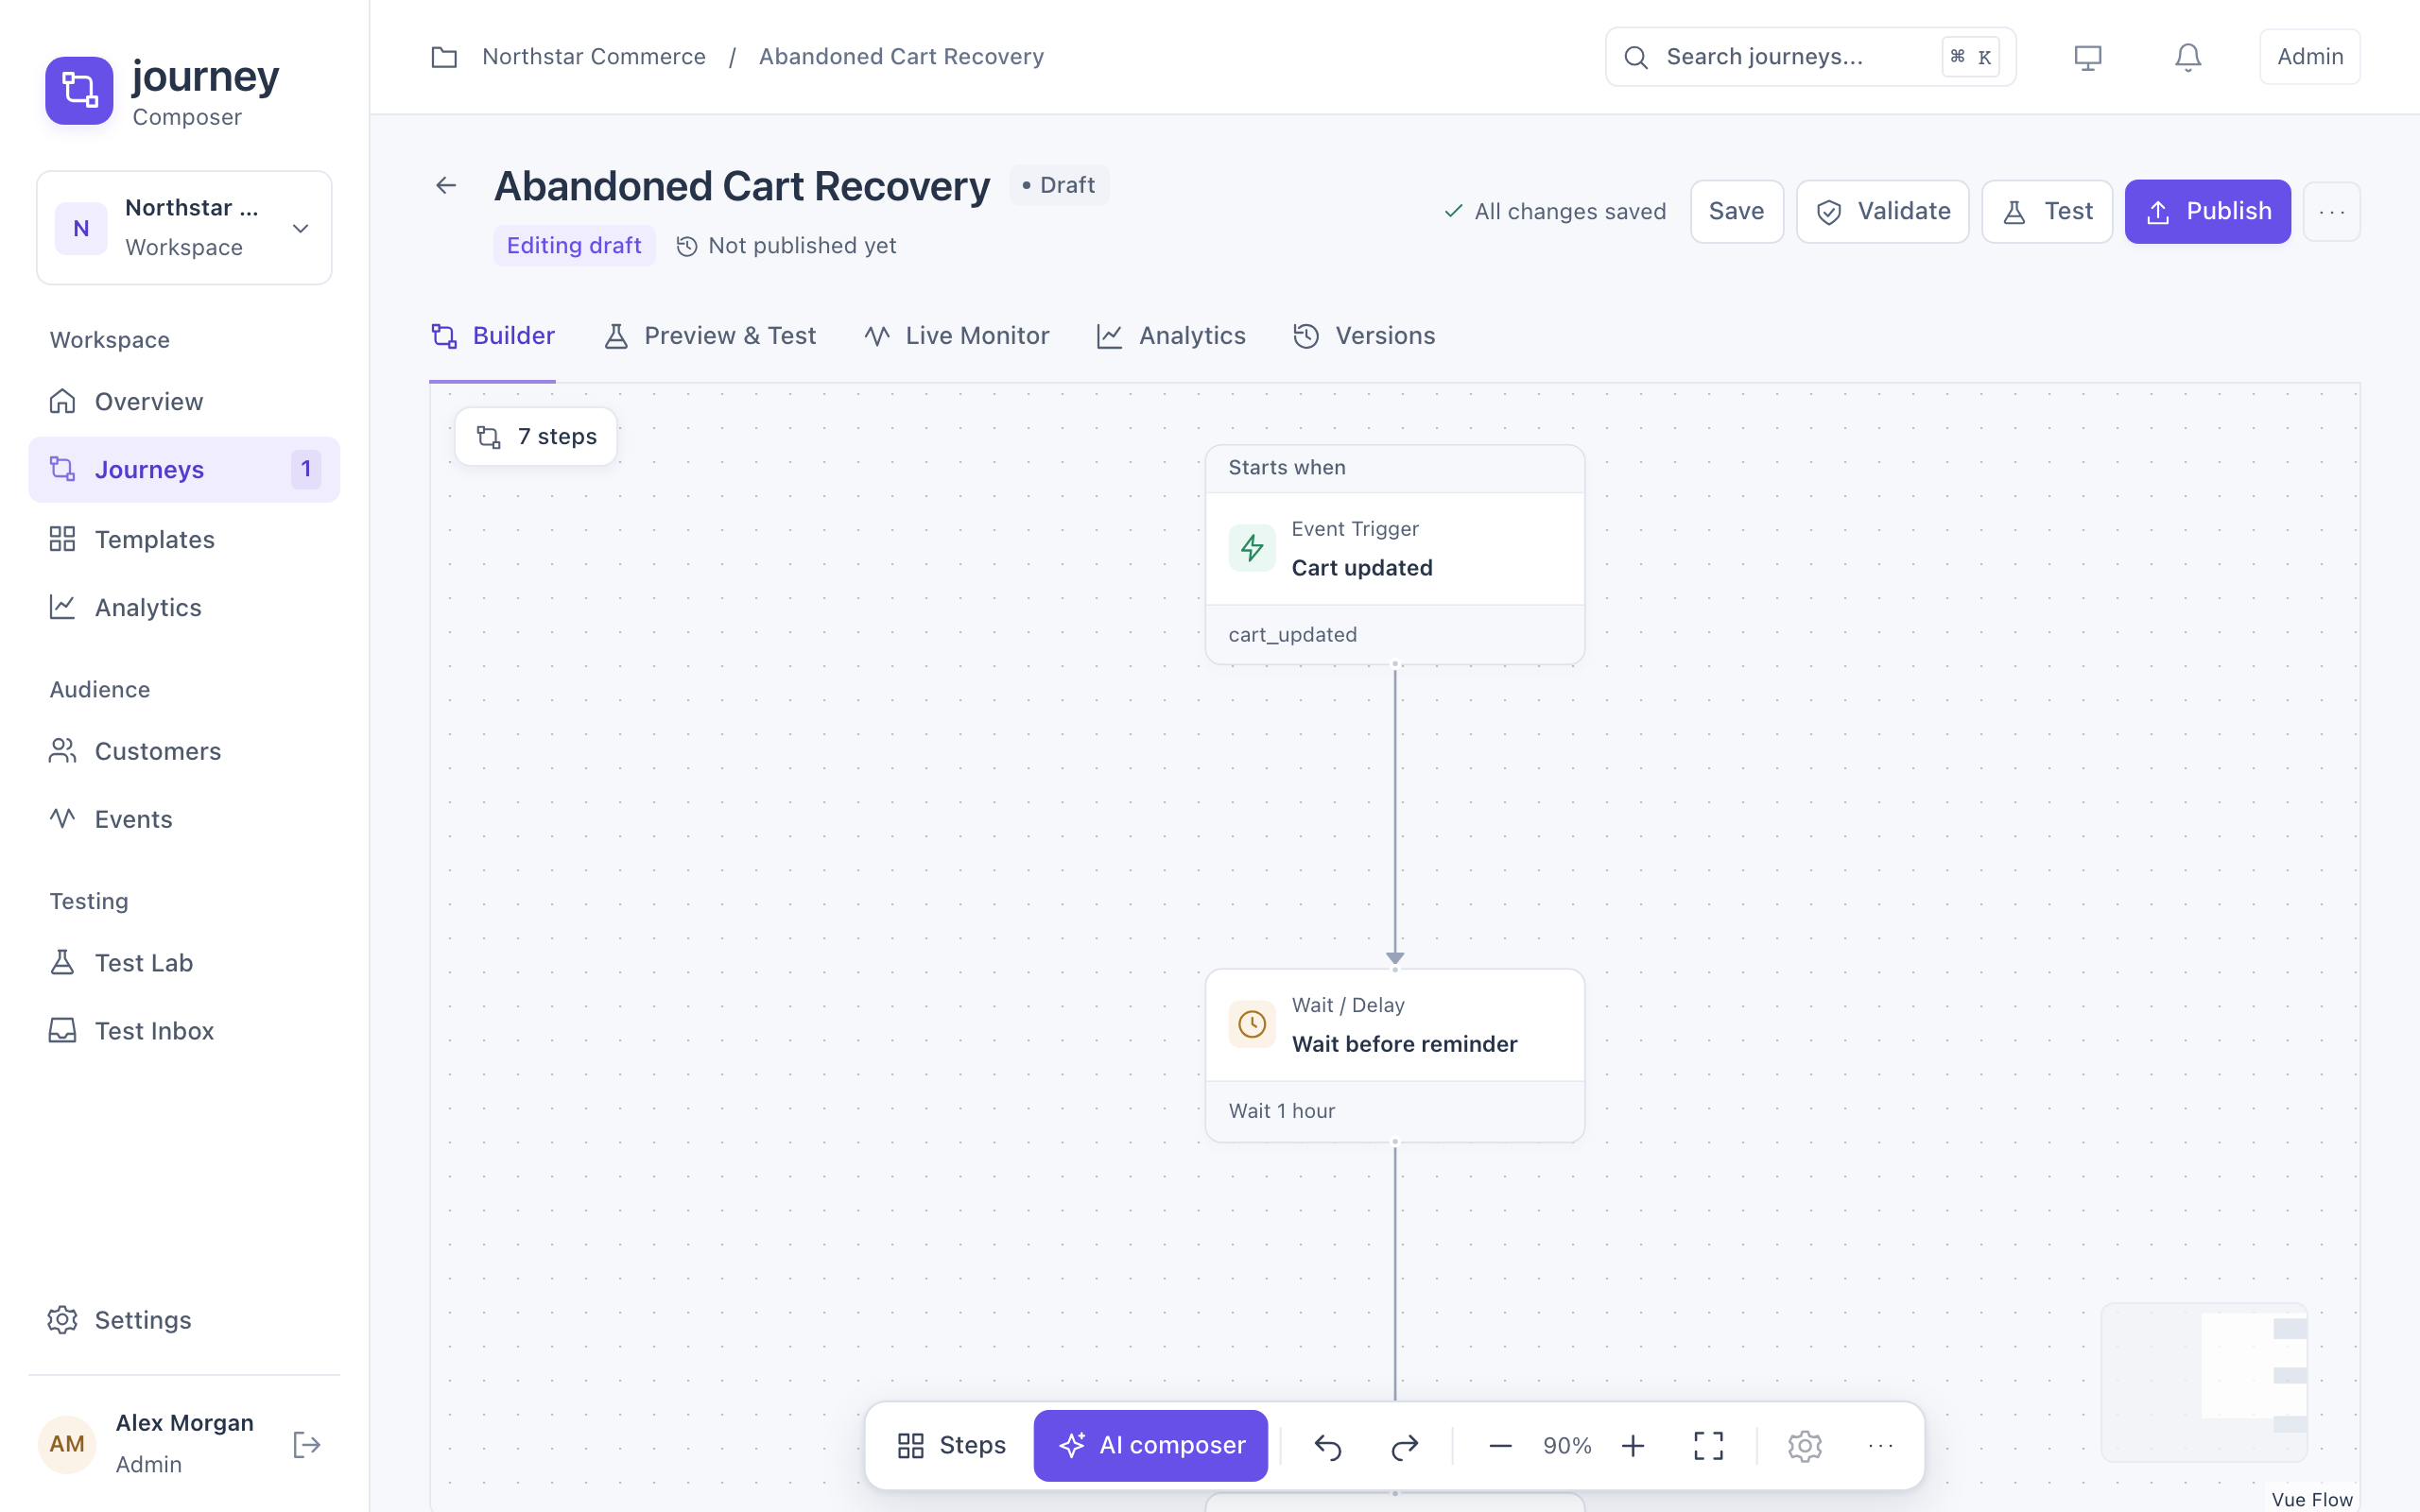 journey
Composer
N
Northstar ...
Workspace
Workspace
Overview
Journeys 1
Templates
Analytics
Audience
Customers
Events
Testing
Test Lab
Test Inbox
Settings
AM
Alex Morgan
Admin
Northstar Commerce / Abandoned Cart Recovery
Search journeys... ⌘ K
Admin
Abandoned Cart Recovery
• Draft
Editing draft
Not published yet
All changes saved
Save
Validate
Test
Publish
...
Builder
Preview & Test
Live Monitor
Analytics
Versions
7 steps
Starts when
Event Trigger
Cart updated
cart_updated
Wait / Delay
Wait before reminder
Wait 1 hour
Steps
AI composer
90%
...
Vue Flow